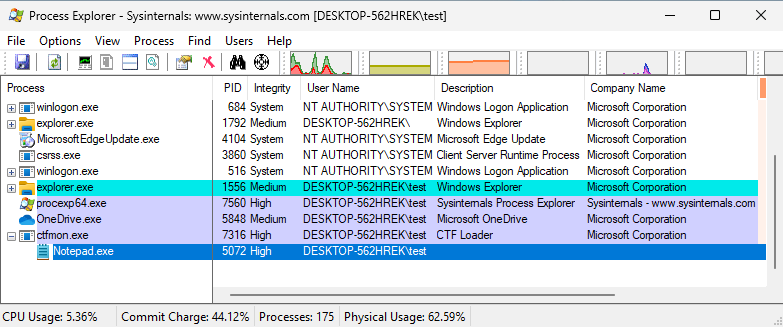 Process Explorer - Sysinternals: www.sysinternals.com [DESKTOP-562HREK\test]
File Options View Process Find Users Help
Process PID Integrity User Name Description Company Name
winlogon.exe 684 System NT AUTHORITY\SYSTEM Windows Logon Application Microsoft Corporation
explorer.exe 1792 Medium DESKTOP-562HREK\ Windows Explorer Microsoft Corporation
MicrosoftEdgeUpdate.exe 4104 System NT AUTHORITY\SYSTEM Microsoft Edge Update Microsoft Corporation
csrss.exe 3860 System NT AUTHORITY\SYSTEM Client Server Runtime Process Microsoft Corporation
winlogon.exe 516 System NT AUTHORITY\SYSTEM Windows Logon Application Microsoft Corporation
explorer.exe 1556 Medium DESKTOP-562HREK\test Windows Explorer Microsoft Corporation
procexp64.exe 7560 High DESKTOP-562HREK\test Sysinternals Process Explorer Sysinternals - www.sysinternals.com
OneDrive.exe 5848 Medium DESKTOP-562HREK\test Microsoft OneDrive Microsoft Corporation
ctfmon.exe 7316 High DESKTOP-562HREK\test CTF Loader Microsoft Corporation
Notepad.exe 5072 High DESKTOP-562HREK\test
CPU Usage: 5.36% Commit Charge: 44.12% Processes: 175 Physical Usage: 62.59%